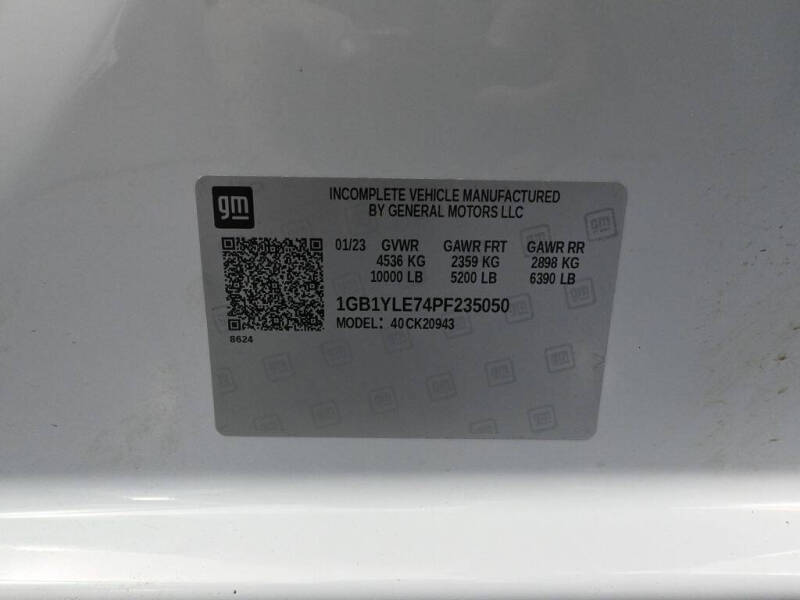 gm
INCOMPLETE VEHICLE MANUFACTURED
BY GENERAL MOTORS LLC
01/23 GVWR GAWR FRT GAWR RR
4536 KG 2359 KG 2898 KG
10000 LB 5200 LB 6390 LB
1GB1YLE74PF235050
MODEL: 40CK20943
8624